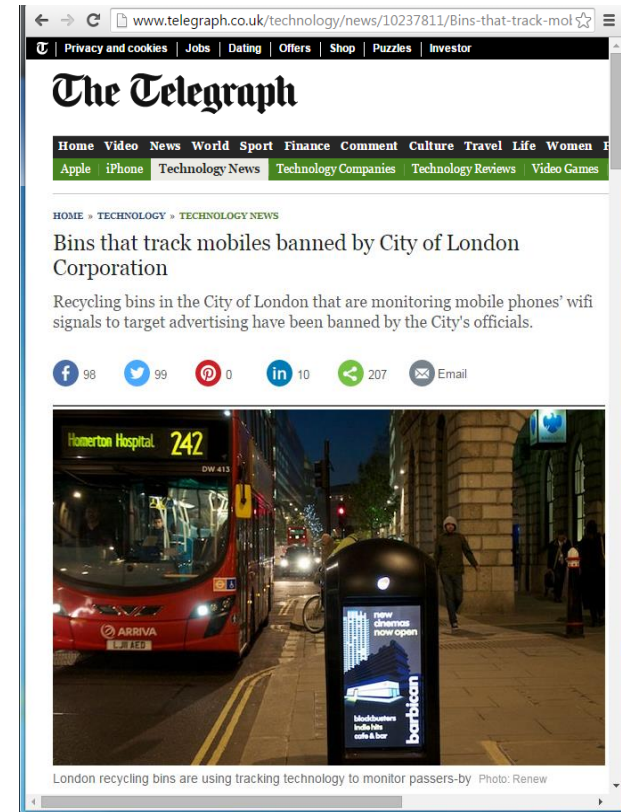 www.telegraph.co.uk/technology/news/10237811/Bins-that-track-mob
Privacy and cookies | Jobs | Dating | Offers | Shop | Puzzles | Investor
The Telegraph
Home Video News World Sport Finance Comment Culture Travel Life Women F
Apple iPhone Technology News Technology Companies Technology Reviews Video Games
HOME » TECHNOLOGY » TECHNOLOGY NEWS
Bins that track mobiles banned by City of London
Corporation
Recycling bins in the City of London that are monitoring mobile phones' wifi
signals to target advertising have been banned by the City's officials.
f 98 99 0 in 10 207 Email
Homerton Hospital 242
DW 413
ARRIVA
new
cinemas
now open
blockbusters
indie hits
cafe & bar
barbican
London recycling bins are using tracking technology to monitor passers-by Photo: Renew